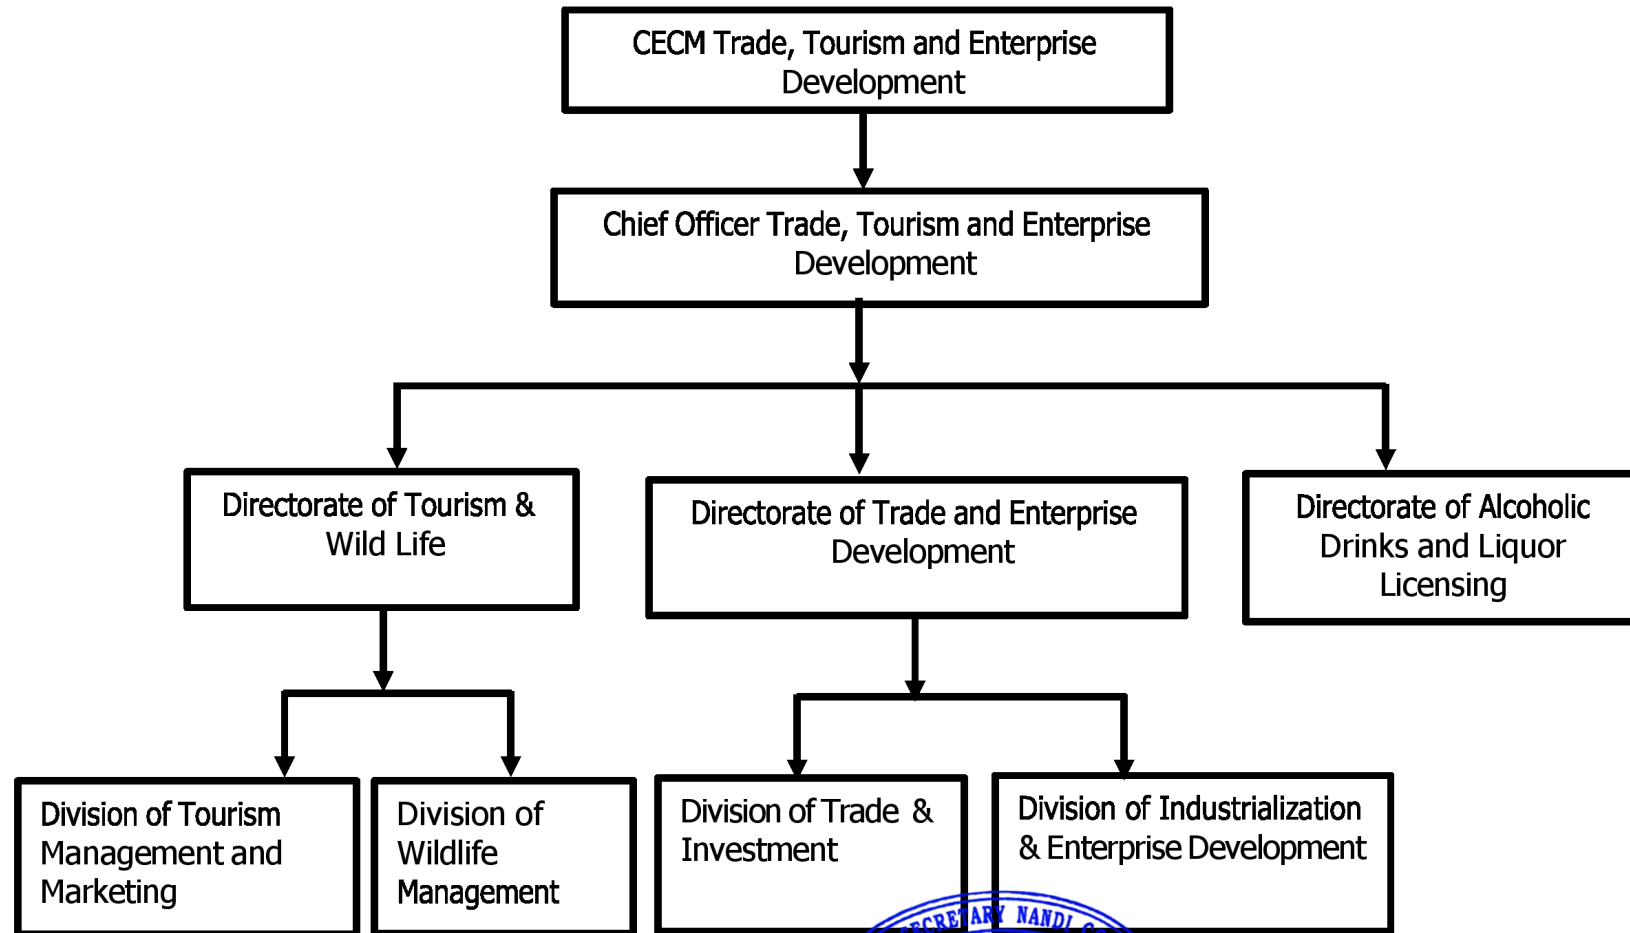 CECM Trade, Tourism and Enterprise
Development
Chief Officer Trade, Tourism and Enterprise
Development
Directorate of Tourism &
Wild Life
Directorate of Trade and Enterprise
Development
Directorate of Alcoholic
Drinks and Liquor
Licensing
Division of Tourism
Management and
Marketing
Division of
Wildlife
Management
Division of Trade &
Investment
Division of Industrialization
& Enterprise Development
SECRETARY NANDI